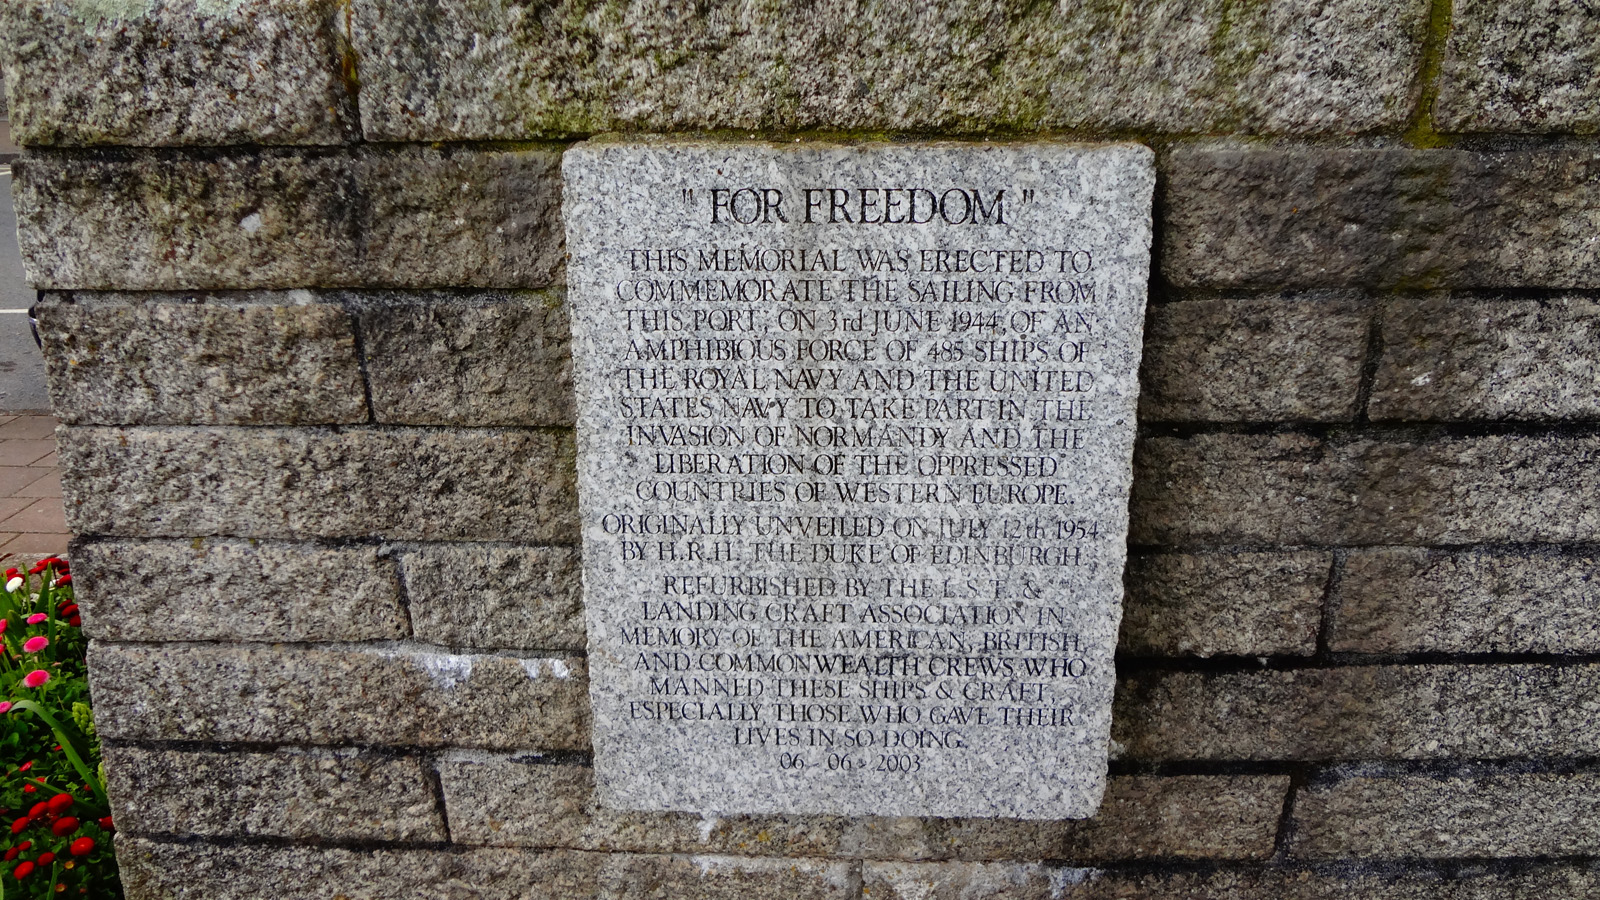 " FOR FREEDOM "
THIS MEMORIAL WAS ERECTED TO
COMMEMORATE THE SAILING FROM
THIS PORT, ON 3rd JUNE 1944, OF AN
AMPHIBIOUS FORCE OF 485 SHIPS OF
THE ROYAL NAVY AND THE UNITED
STATES NAVY TO TAKE PART IN THE
INVASION OF NORMANDY AND THE
LIBERATION OF THE OPPRESSED
COUNTRIES OF WESTERN EUROPE.
ORIGINALLY UNVEILED ON JULY 12th 1954
BY H.R.H. THE DUKE OF EDINBURGH.
REFURBISHED BY THE L.S.T. &
LANDING CRAFT ASSOCIATION IN
MEMORY OF THE AMERICAN, BRITISH,
AND COMMONWEALTH CREWS WHO
MANNED THESE SHIPS & CRAFT,
ESPECIALLY THOSE WHO GAVE THEIR
LIVES IN SO DOING.
06 - 06 - 2003